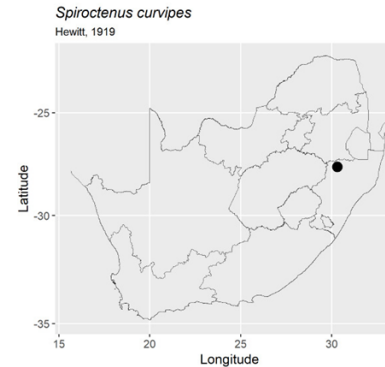 Spiroctenus curvipes
Hewitt, 1919
-25
-30
-35
Latitude
15
20
25
30
Longitude